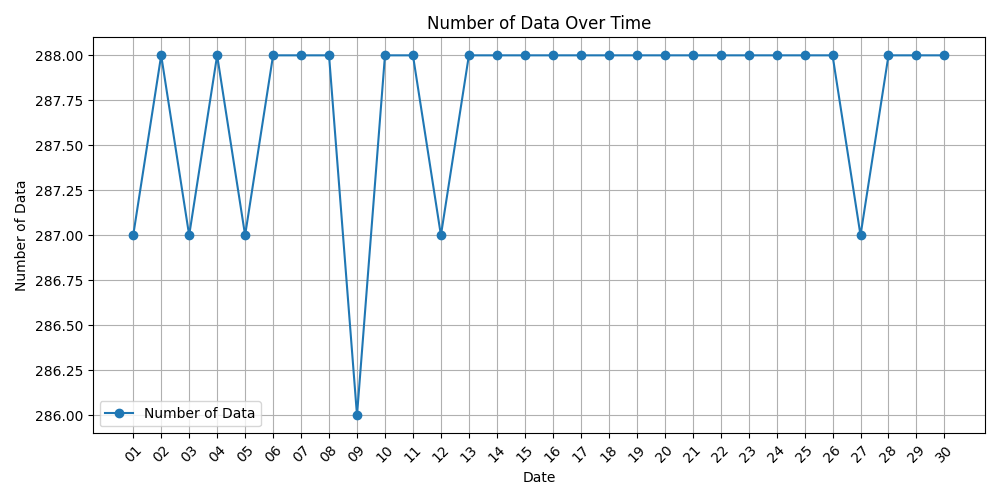 Number of Data Over Time
288.00
287.75
287.50
287.25
287.00
286.75
286.50
286.25
286.00
Number of Data
Number of Data
01 02 03 04 05 06 07 08 09 10 11 12 13 14 15 16 17 18 19 20 21 22 23 24 25 26 27 28 29 30
Date